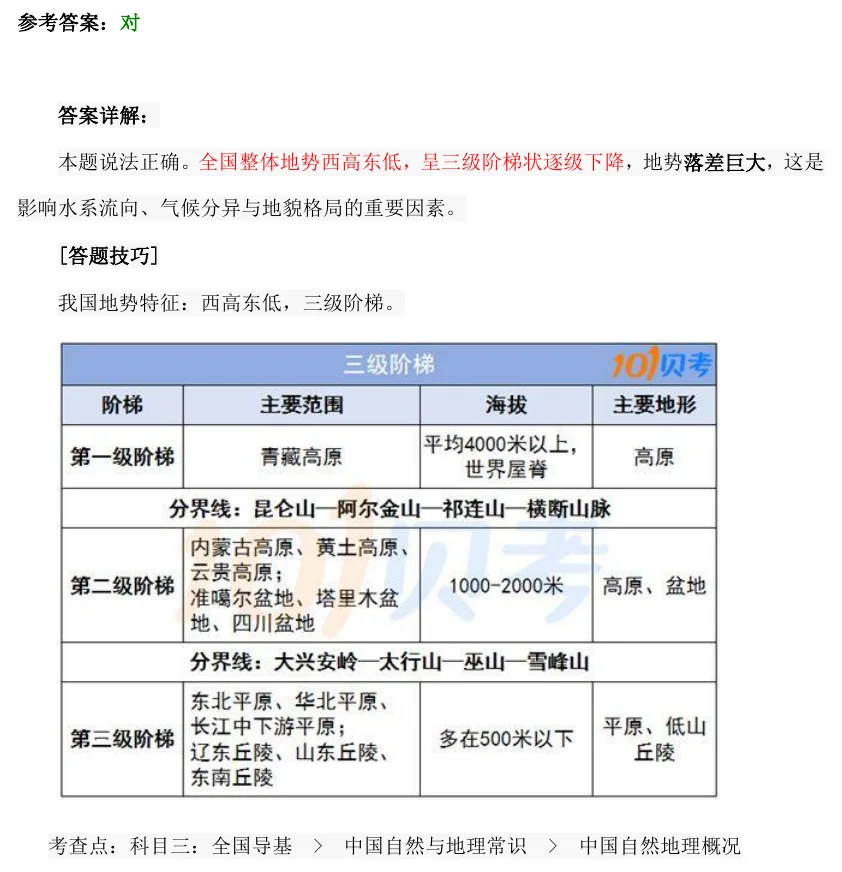 参考答案：对
答案详解：
本题说法正确。全国整体地势西高东低，呈三级阶梯状逐级下降，地势落差巨大，这是
影响水系流向、气候分异与地貌格局的重要因素。
[答题技巧]
我国地势特征：西高东低，三级阶梯。
三级阶梯 101贝考
阶梯 主要范围 海拔 主要地形
第一级阶梯 青藏高原 平均4000米以上，
世界屋脊 高原
分界线：昆仑山—阿尔金山—祁连山—横断山脉
第二级阶梯 内蒙古高原、黄土高原、
云贵高原；
准噶尔盆地、塔里木盆
地、四川盆地 1000-2000米 高原、盆地
分界线：大兴安岭—太行山—巫山—雪峰山
第三级阶梯 东北平原、华北平原、
长江中下游平原；
辽东丘陵、山东丘陵、
东南丘陵 多在500米以下 平原、低山
丘陵
101贝考
考查点：科目三：全国导基 > 中国自然与地理常识 > 中国自然地理概况